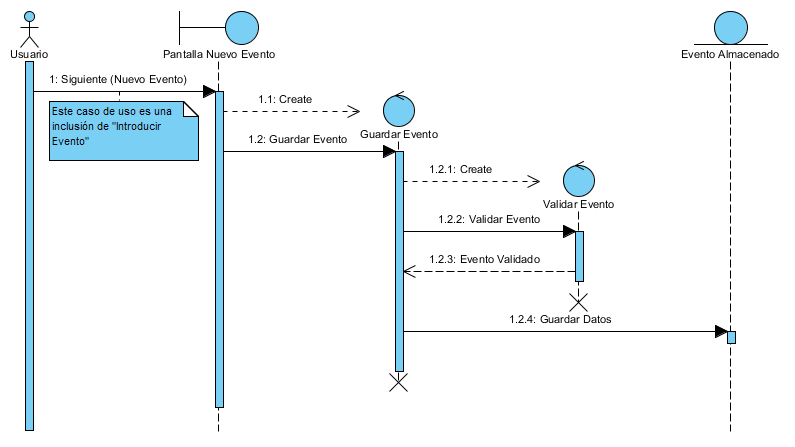 Usuario
Pantalla Nuevo Evento
Evento Almacenado
1: Siguiente (Nuevo Evento)
Este caso de uso es una
inclusión de "Introducir
Evento"
1.1: Create
Guardar Evento
1.2: Guardar Evento
1.2.1: Create
Validar Evento
1.2.2: Validar Evento
1.2.3: Evento Validado
1.2.4: Guardar Datos